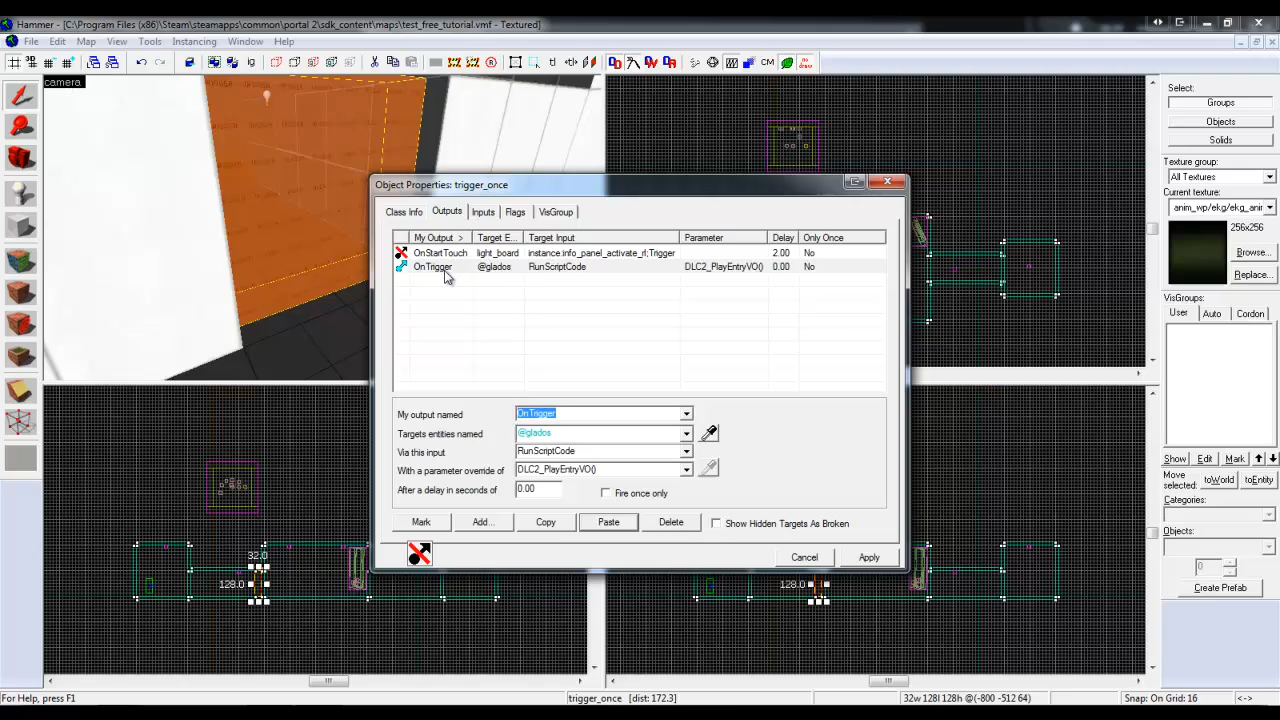 Hammer - [C:\Program Files (x86)\Steam\steamapps\common\portal 2\sdk_content\maps\test_free_tutorial.vmf - Textured]
File Edit Map View Tools Instancing Window Help
camera
Object Properties: trigger_once
Class Info Outputs Inputs Flags VisGroup
My Output > Target E... Target Input Parameter Delay Only Once
OnStartTouch light_board instance:info_panel_activate_rl;Trigger 2.00 No
OnTrigger @glados RunScriptCode DLC2_PlayEntryVO() 0.00 No
My output named OnTrigger
Targets entities named @glados
Via this input RunScriptCode
With a parameter override of DLC2_PlayEntryVO()
After a delay in seconds of 0.00 Fire once only
Mark Add... Copy Paste Delete Show Hidden Targets As Broken
Cancel Apply
32.0
128.0
128.0
Select:
Groups
Objects
Solids
Texture group:
All Textures
Current texture:
anim_wp/ekg/ekg_ani
256x256
Browse...
Replace...
VisGroups
User Auto Cordon
Show Edit Mark
Move selected: toWorld toEntity
Categories:
Objects:
0
Create Prefab
For Help, press F1 trigger_once [dist: 172.3] 32w 128l 128h @(-800 -512 64) Snap: On Grid: 16 <->